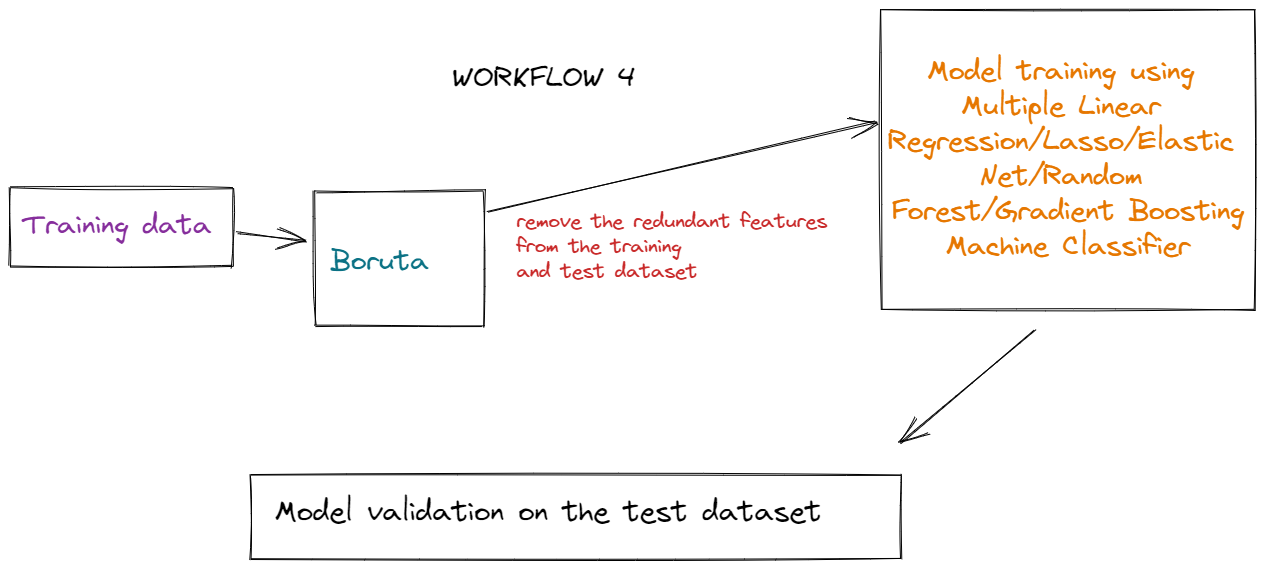 WORKFLOW 4
Training data
Boruta
remove the redundant features
from the training
and test dataset
Model training using
Multiple Linear
Regression/Lasso/Elastic
Net/Random
Forest/Gradient Boosting
Machine Classifier
Model validation on the test dataset